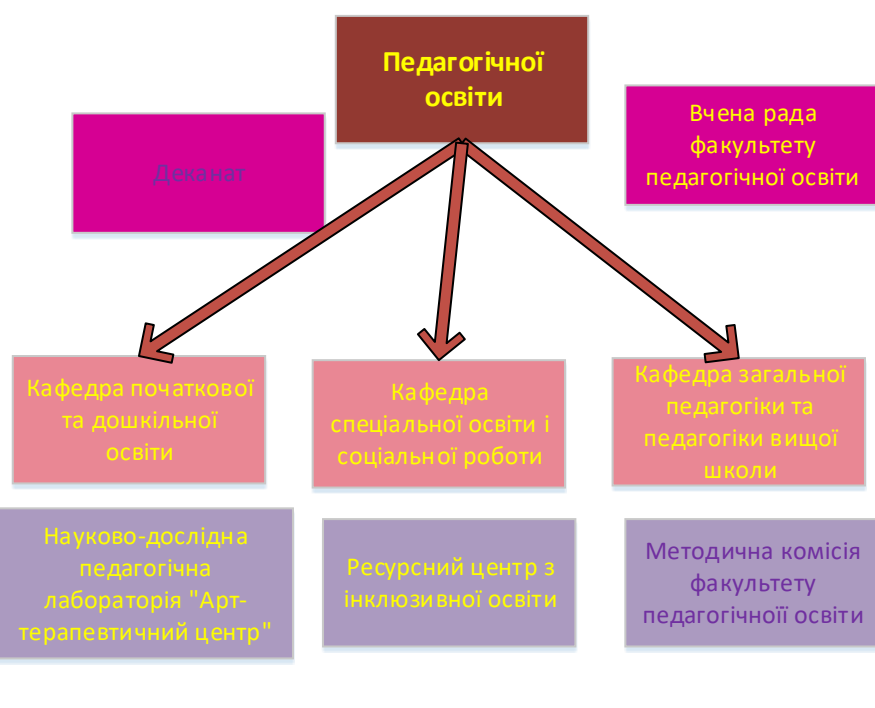 Педагогічної
освіти
Деканат
Вчена рада
факультету
педагогічної освіти
Кафедра початкової
та дошкільної
освіти
Кафедра
спеціальної освіти і
соціальної роботи
Кафедра загальної
педагогіки та
педагогіки вищої
школи
Науково-дослідна
педагогічна
лабораторія "Арт-
терапевтичний центр"
Ресурсний центр з
інклюзивної освіти
Методична комісія
факультету
педагогічноїї освіти